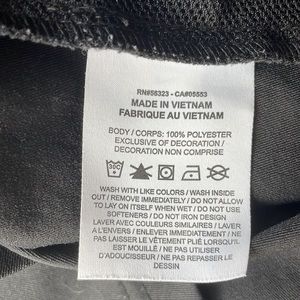 RN#56323 - CA#05553
MADE IN VIETNAM
FABRIQUE AU VIETNAM
BODY / CORPS: 100% POLYESTER
EXCLUSIVE OF DECORATION /
DECORATION NON COMPRISE
30C
WASH WITH LIKE COLORS / WASH INSIDE
OUT / REMOVE IMMEDIATELY / DO NOT ALLOW
TO LAY ON ITSELF WHEN WET / DO NOT USE
SOFTENERS / DO NOT IRON DESIGN
LAVER AVEC COULEURS SIMILAIRES / LAVER
A L'ENVERS / ENLEVER IMMEDIATEMENT / NE
PAS LAISSER LE VÊTEMENT PLIÉ LORSQU'IL
EST MOUILLÉ / NE PAS UTILISER
D'ADOUCISSEUR / NE PAS REPASSER LE
DESSIN